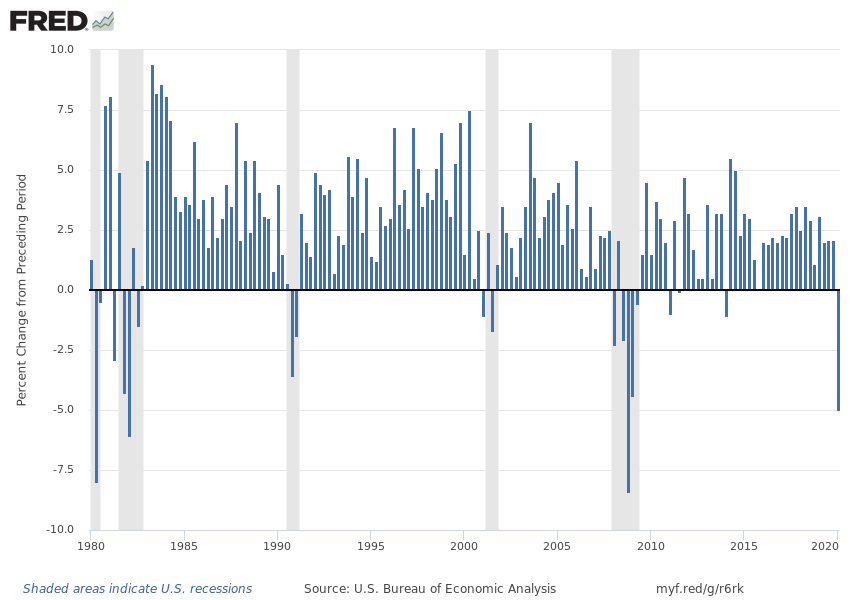 FRED
Percent Change from Preceding Period
10.0
7.5
5.0
2.5
0.0
-2.5
-5.0
-7.5
-10.0
1980 1985 1990 1995 2000 2005 2010 2015 2020
Shaded areas indicate U.S. recessions Source: U.S. Bureau of Economic Analysis myf.red/g/r6rk